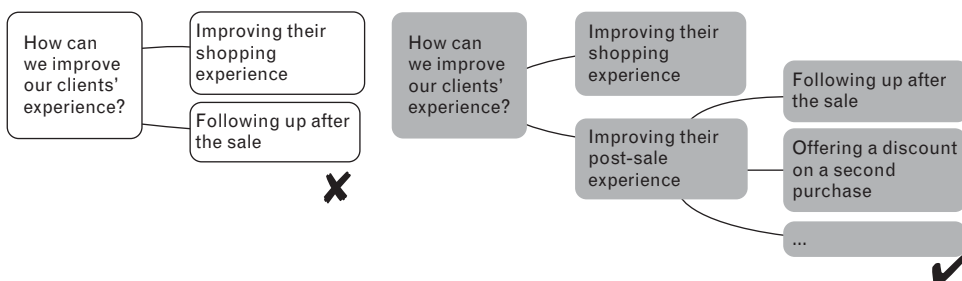 How can
we improve
our clients'
experience?
Improving their
shopping
experience
Following up after
the sale
How can
we improve
our clients'
experience?
Improving their
shopping
experience
Improving their
post-sale
experience
Following up after
the sale
Offering a discount
on a second
purchase
...